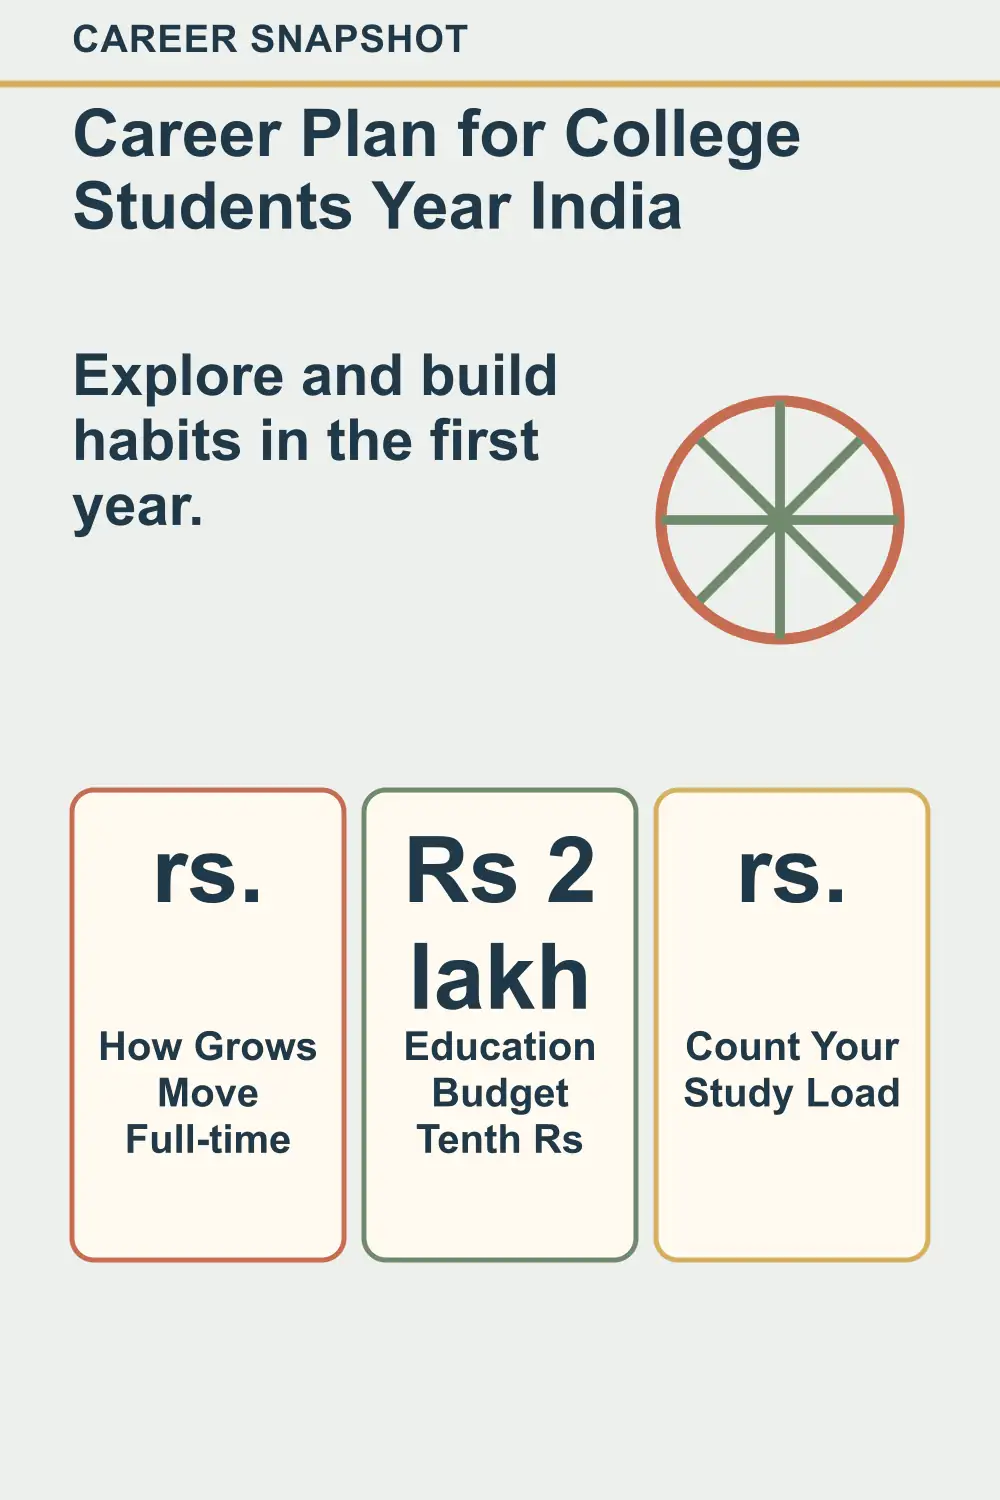 CAREER SNAPSHOT
Career Plan for College
Students Year India
Explore and build
habits in the first
year.
rs.
How Grows
Move
Full-time
Rs 2
lakh
Education
Budget
Tenth Rs
rs.
Count Your
Study Load